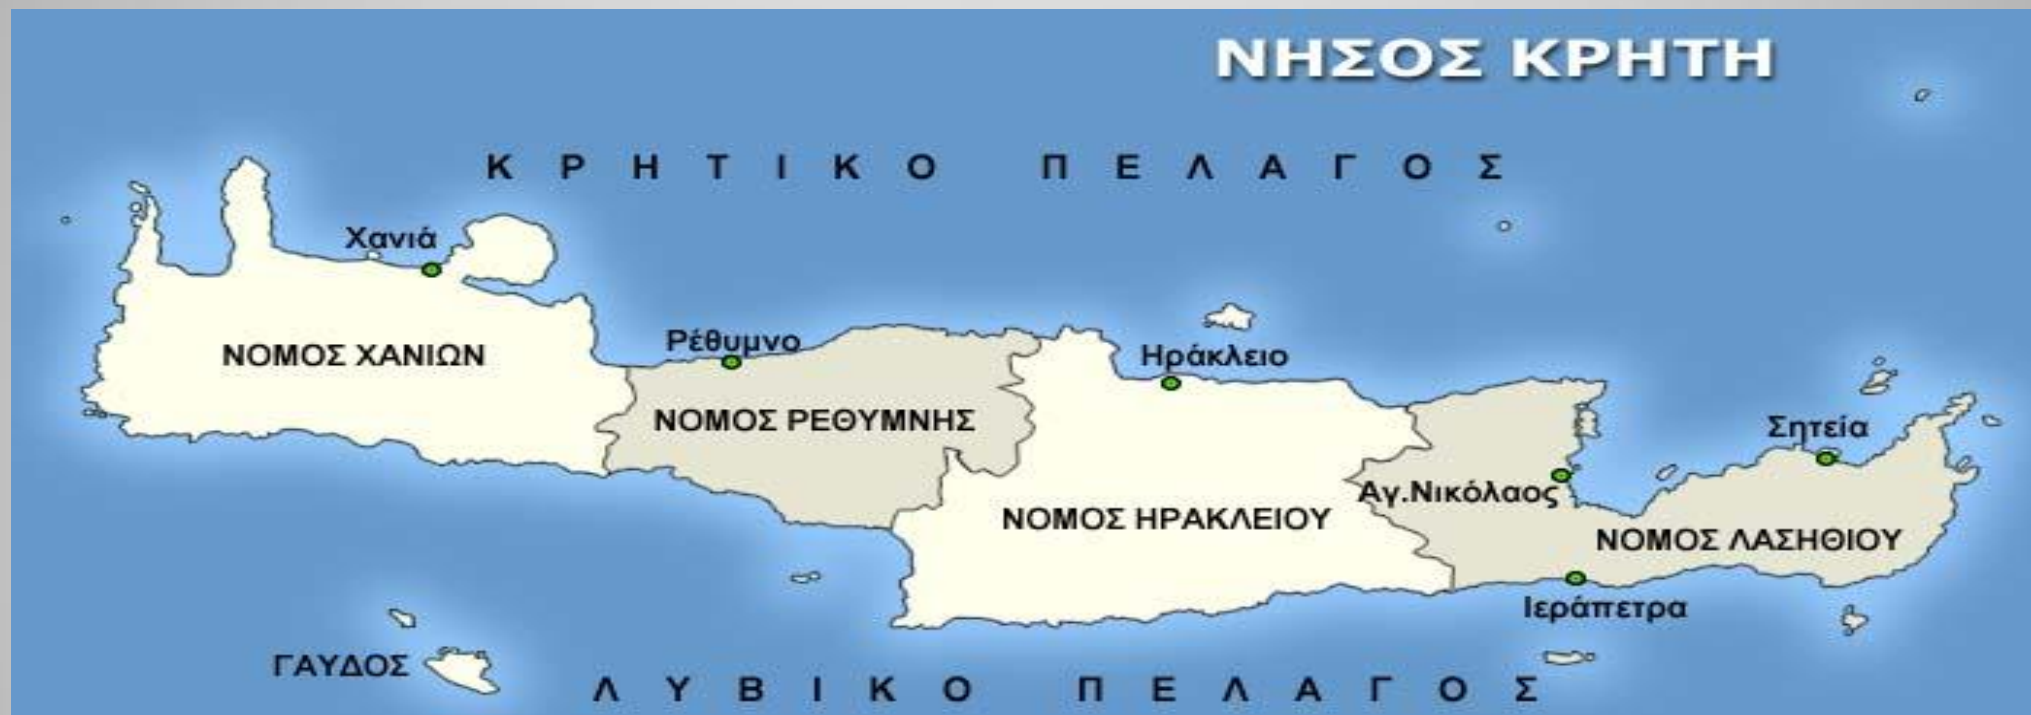 ΝΗΣΟΣ ΚΡΗΤΗ
ΚΡΗΤΙΚΟ ΠΕΛΑΓΟΣ
Χανιά
ΝΟΜΟΣ ΧΑΝΙΩΝ
Ρέθυμνο
Ηράκλειο
ΝΟΜΟΣ ΡΕΘΥΜΝΗΣ
Σητεία
Αγ.Νικόλαος
ΝΟΜΟΣ ΗΡΑΚΛΕΙΟΥ
ΝΟΜΟΣ ΛΑΣΗΘΙΟΥ
Ιεράπετρα
ΓΑΥΔΟΣ
ΛΥΒΙΚΟ ΠΕΛΑΓΟΣ